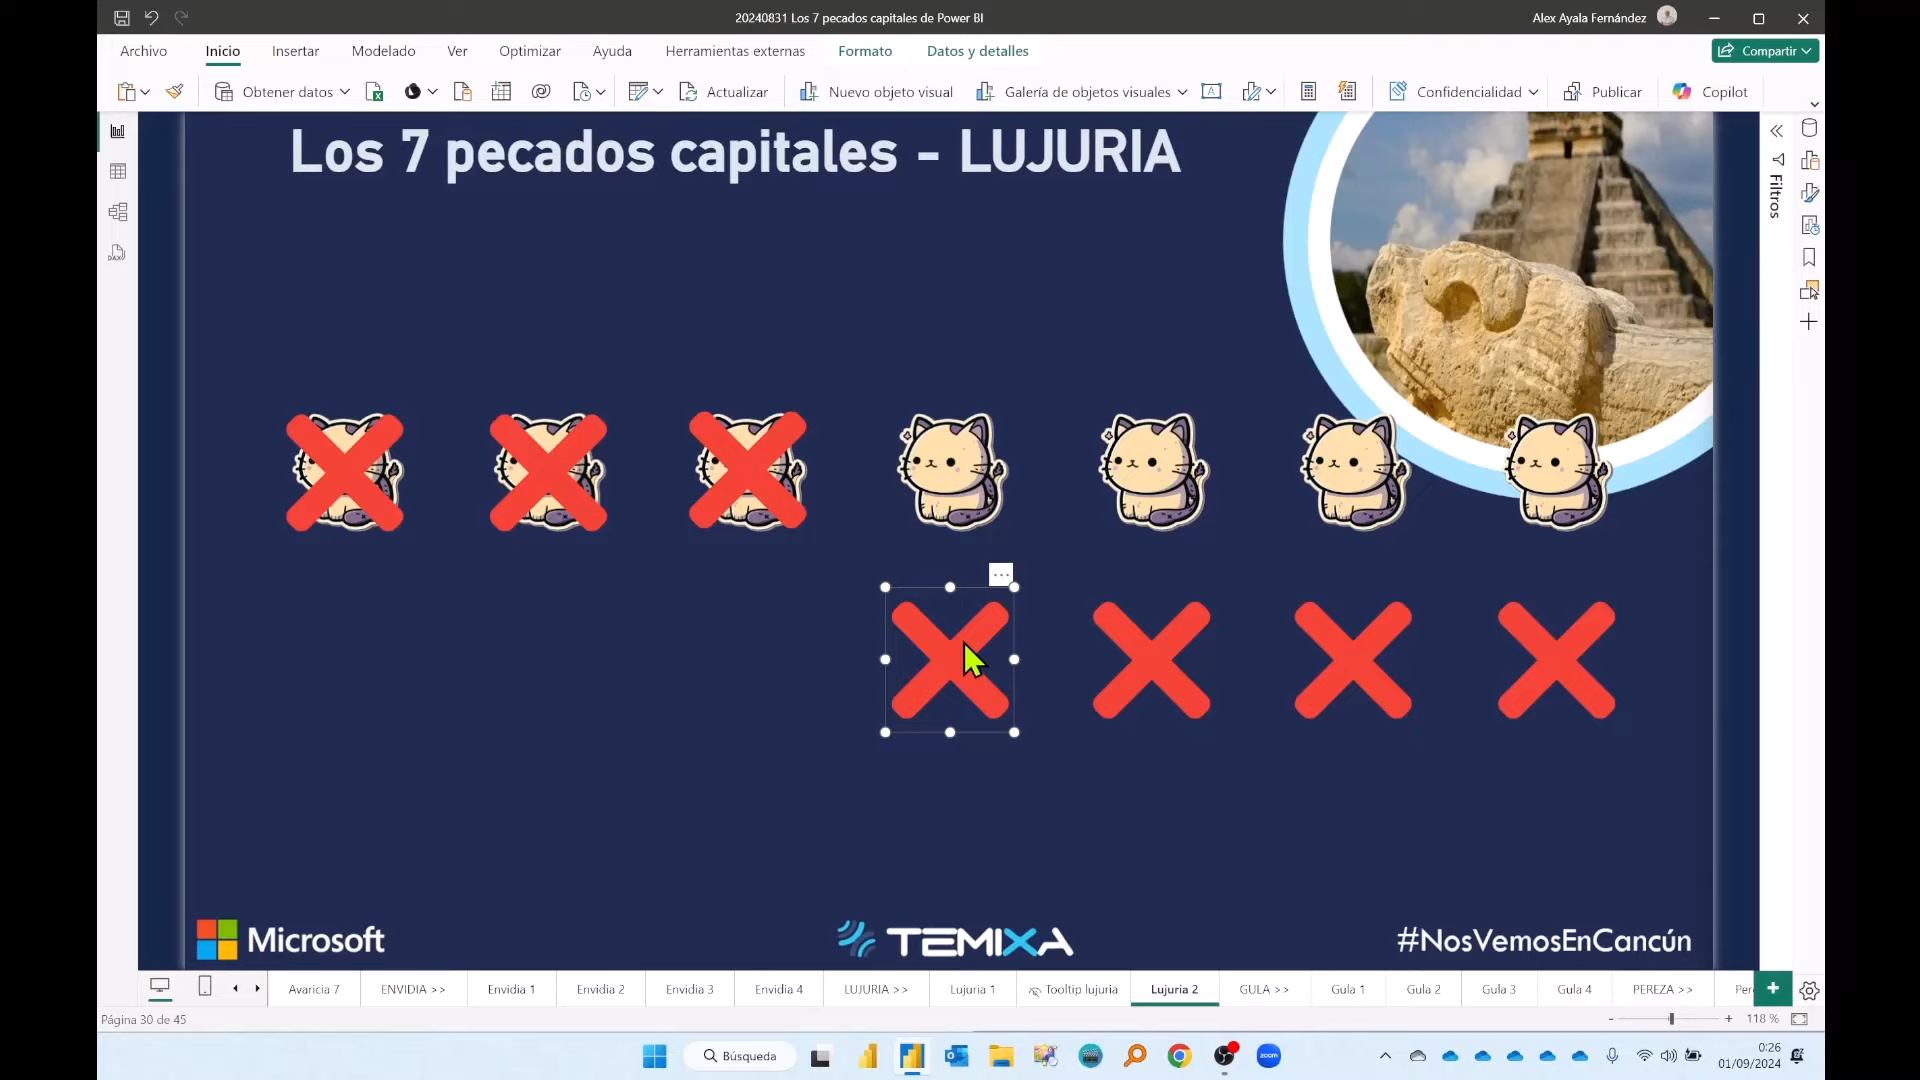 20240831 Los 7 pecados capitales de Power BI
Alex Ayala Fernández
Archivo
Inicio
Insertar
Modelado
Ver
Optimizar
Ayuda
Herramientas externas
Formato
Datos y detalles
Compartir
Obtener datos
Actualizar
Nuevo objeto visual
Galería de objetos visuales
Confidencialidad
Publicar
Copilot
DAX
Los 7 pecados capitales - LUJURIA
Filtros
Microsoft
TEMIXA
#NosVemosEnCancún
Avaricia 7
ENVIDIA >>
Envidia 1
Envidia 2
Envidia 3
Envidia 4
LUJURIA >>
Lujuria 1
Tooltip lujuria
Lujuria 2
GULA >>
Gula 1
Gula 2
Gula 3
Gula 4
PEREZA >>
Per
Página 30 de 45
118 %
Búsqueda
zoom
0:26
01/09/2024